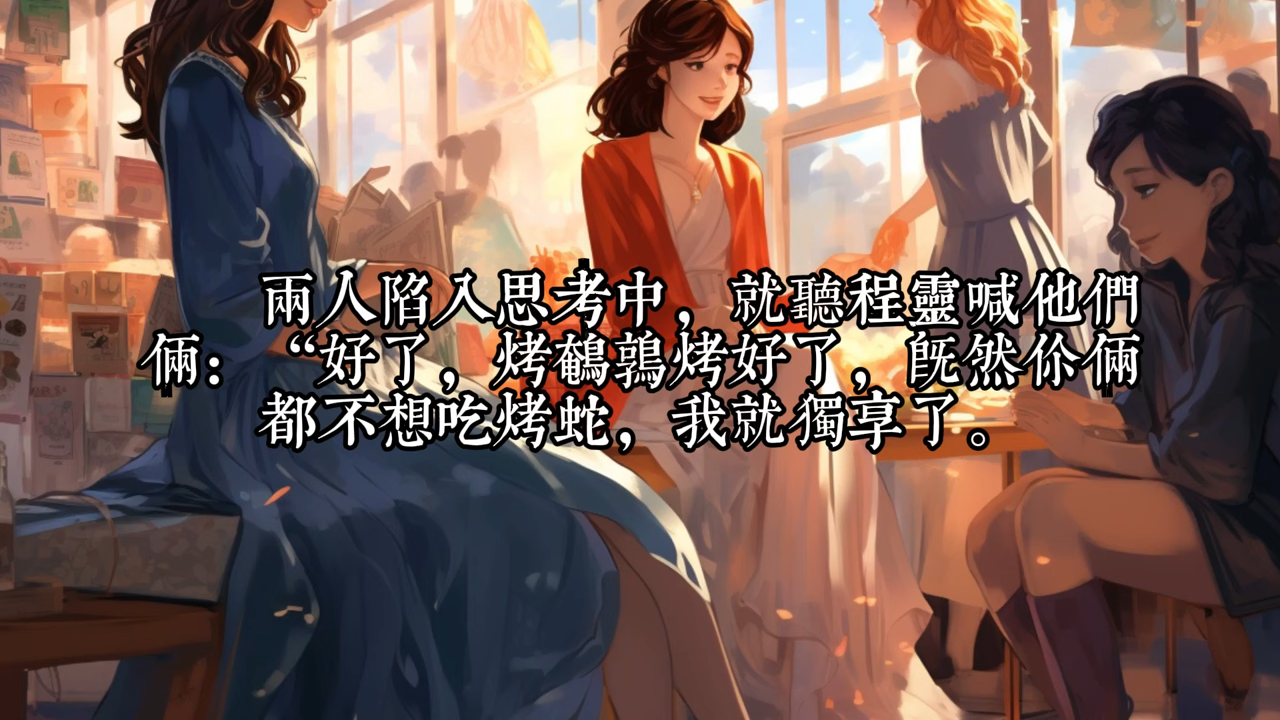 兩人陷入思考中，就聽程靈喊他們
倆：“好了，烤鵪鶉烤好了，既然伱倆
都不想吃烤蛇，我就獨享了。